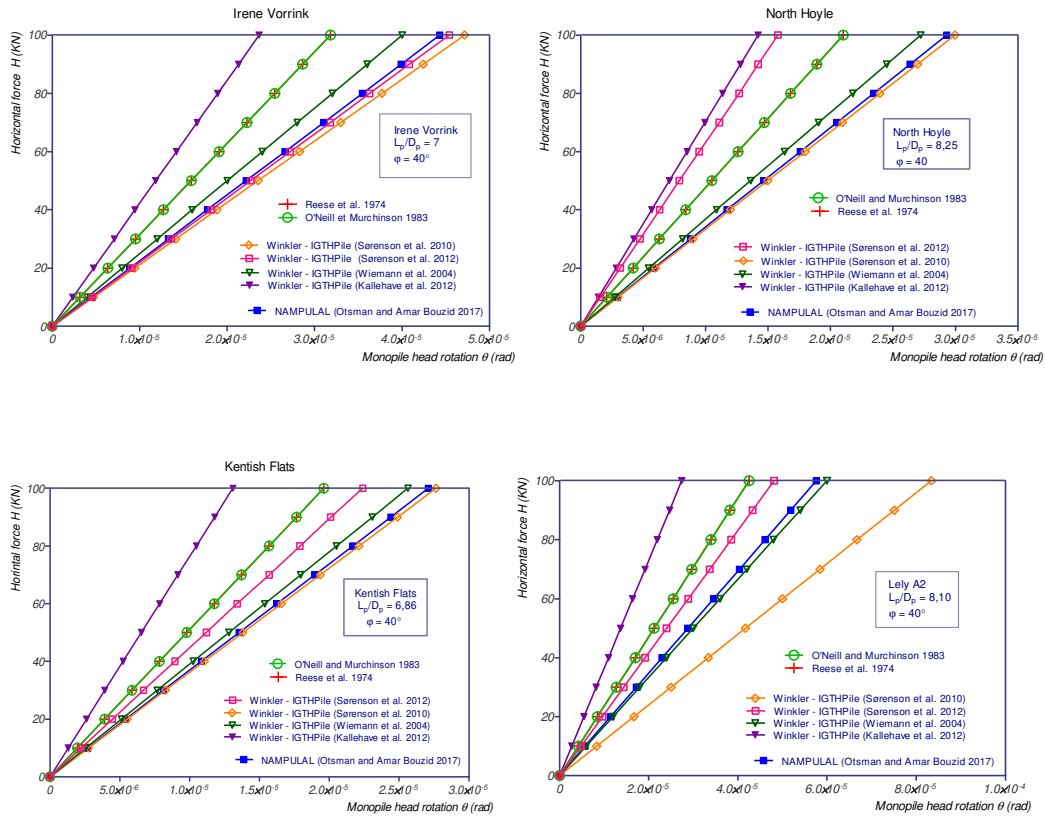 Irene Vorrink
Horizontal force H (KN)
100
80
60
40
20
0
0
1.0x10-5
2.0x10-5
3.0x10-5
4.0x10-5
5.0x10-5
Monopile head rotation θ (rad)
Irene Vorrink
Lp/Dp = 7
φ = 40°
Reese et al. 1974
O'Neill et Murchinson 1983
Winkler - IGTHPile (Sørenson et al. 2010)
Winkler - IGTHPile (Sørenson et al. 2012)
Winkler - IGTHPile (Wiemann et al. 2004)
Winkler - IGTHPile (Kallehave et al. 2012)
NAMPULAL (Otsman and Amar Bouzid 2017)
North Hoyle
Horizontal force H (KN)
100
80
60
40
20
0
0
5.0x10-6
1.0x10-5
1.5x10-5
2.0x10-5
2.5x10-5
3.0x10-5
3.5x10-5
Monopile head rotation θ (rad)
North Hoyle
Lp/Dp = 8,25
φ = 40
O'Neill and Murchinson 1983
Reese et al. 1974
Winkler - IGTHPile (Sørenson et al. 2012)
Winkler - IGTHPile (Sørenson et al. 2010)
Winkler - IGTHPile (Wiemann et al. 2004)
Winkler - IGTHPile (Kallehave et al. 2012)
NAMPULAL (Otsman and Amar Bouzid 2017)
Kentish Flats
Horintal force H (KN)
100
80
60
40
20
0
0
5.0x10-6
1.0x10-5
1.5x10-5
2.0x10-5
2.5x10-5
3.0x10-5
Monopile head rotation θ (rad)
Kentish Flats
Lp/Dp = 6,86
φ = 40°
O'Neill and Murchinson 1983
Reese et al. 1974
Winkler - IGTHPile (Sørenson et al. 2012)
Winkler - IGTHPile (Sørenson et al. 2010)
Winkler - IGTHPile (Wiemann et al. 2004)
Winkler - IGTHPile (Kallehave et al. 2012)
NAMPULAL (Otsman and Amar Bouzid 2017)
Horizontal force H (KN)
100
80
60
40
20
0
0
2.0x10-5
4.0x10-5
6.0x10-5
8.0x10-5
1.0x10-4
Monopile head rotation θ (rad)
Lely A2
Lp/Dp = 8,10
φ = 40°
O'Neill and Murchinson 1983
Reese et al. 1974
Winkler - IGTHPile (Sørenson et al. 2010)
Winkler - IGTHPile (Sørenson et al. 2012)
Winkler - IGTHPile (Wiemann et al. 2004)
Winkler - IGTHPile (Kallehave et al. 2012)
NAMPULAL (Otsman and Amar Bouzid 2017)